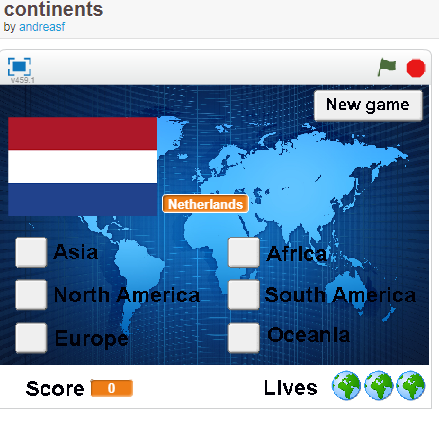 continents
by andreasf
v459.1
New game
Netherlands
Asia
Africa
North America
South America
Europe
Oceania
Score 0
Lives